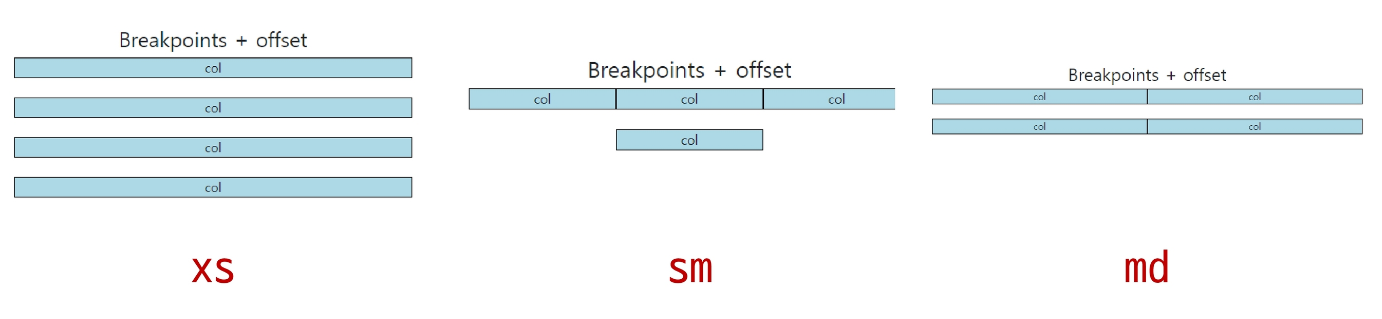 Breakpoints + offset
col
col
col
col
xs
Breakpoints + offset
col col col
col
sm
Breakpoints + offset
col col
col col
md